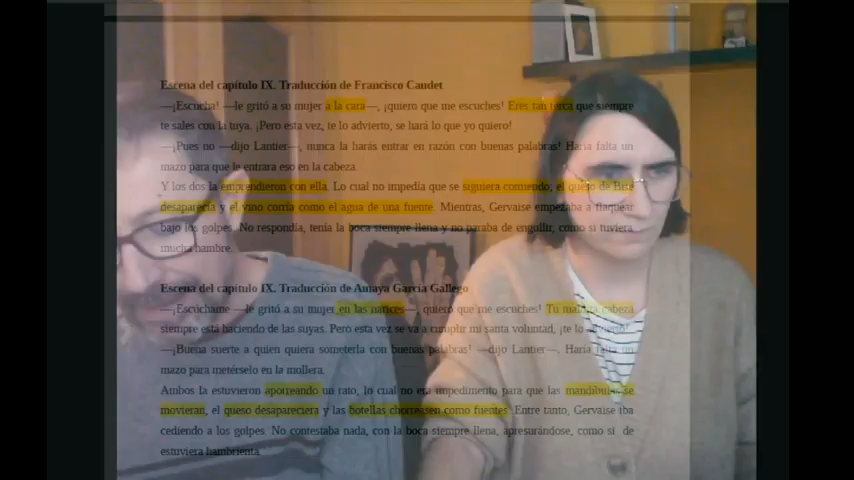 Escena del capítulo IX. Traducción de Francisco Caudet
—¡Escucha! —le gritó a su mujer a la cara—, ¡quiero que me escuches! Eres tan terca que siempre
te sales con la tuya. ¡Pero esta vez, te lo advierto, se hará lo que yo quiero!
—¡Pues no —dijo Lantier—, nunca la harás entrar en razón con buenas palabras! Haría falta un
mazo para que le entrara eso en la cabeza.
Y los dos la emprendieron con ella. Lo cual no impedía que se siguiera comiendo, el queso de Brie
desaparecía y el vino corría como el agua de una fuente. Mientras, Gervaise empezaba a flaquear
bajo los golpes. No respondía, tenía la boca siempre llena y no paraba de engullir, como si tuviera
mucha hambre.
Escena del capítulo IX. Traducción de Amaya García Gallego
—¡Escúchame —le gritó a su mujer en las narices—, quiero que me escuches! Tu maldita cabeza
siempre está haciendo de las suyas. Pero esta vez se va a cumplir mi santa voluntad, ¡te lo advierto!
—¡Buena suerte a quien quiera someterla con buenas palabras! —dijo Lantier—. Haría falta un
mazo para metérselo en la mollera.
Ambos la estuvieron aporreando un rato, lo cual no era impedimento para que las mandíbulas se
movieran, el queso desapareciera y las botellas chorreasen como fuentes. Entre tanto, Gervaise iba
cediendo a los golpes. No contestaba nada, con la boca siempre llena, apresurándose, como si de
estuviera hambrienta.